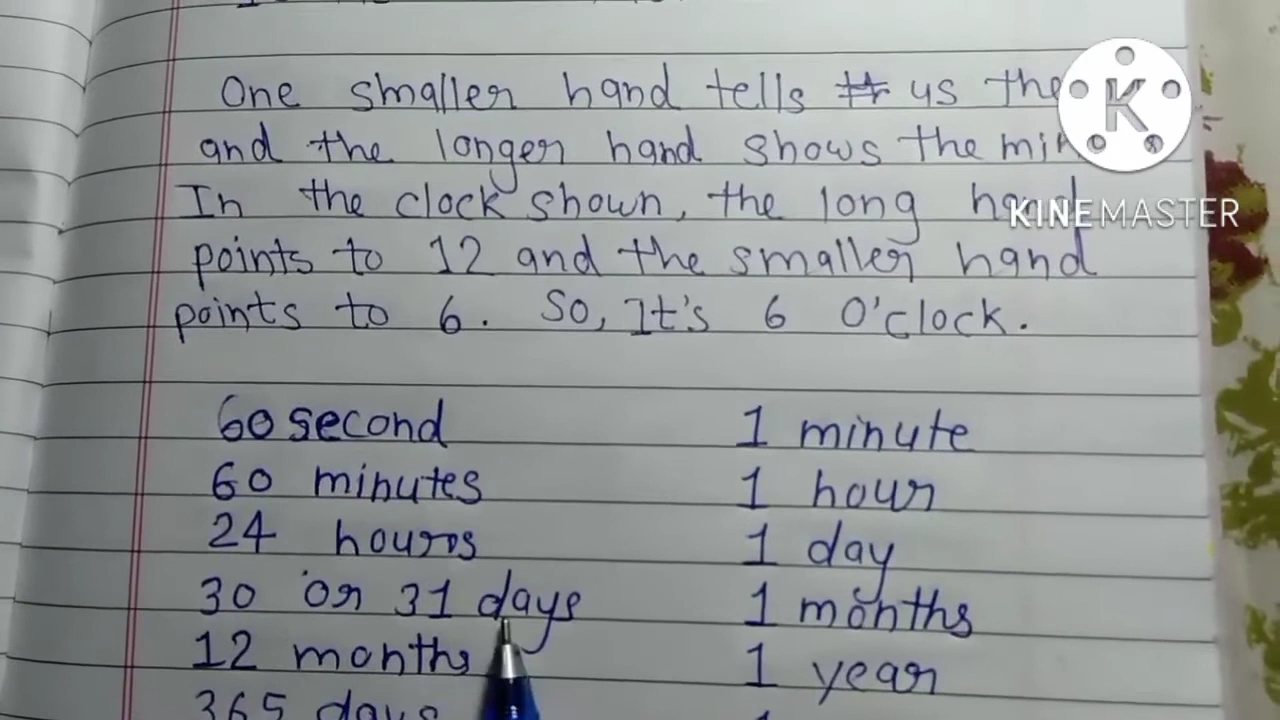 One smaller hand tells us the
and the longer hand shows the
In the clock shown, the long
points to 12 and the smaller hand
points to 6. So, It's 6 O'clock.
60 second 1 minute
60 minutes 1 hour
24 hours 1 day
30 or 31 days 1 months
12 months 1 year
365 days
K
KINEMASTER